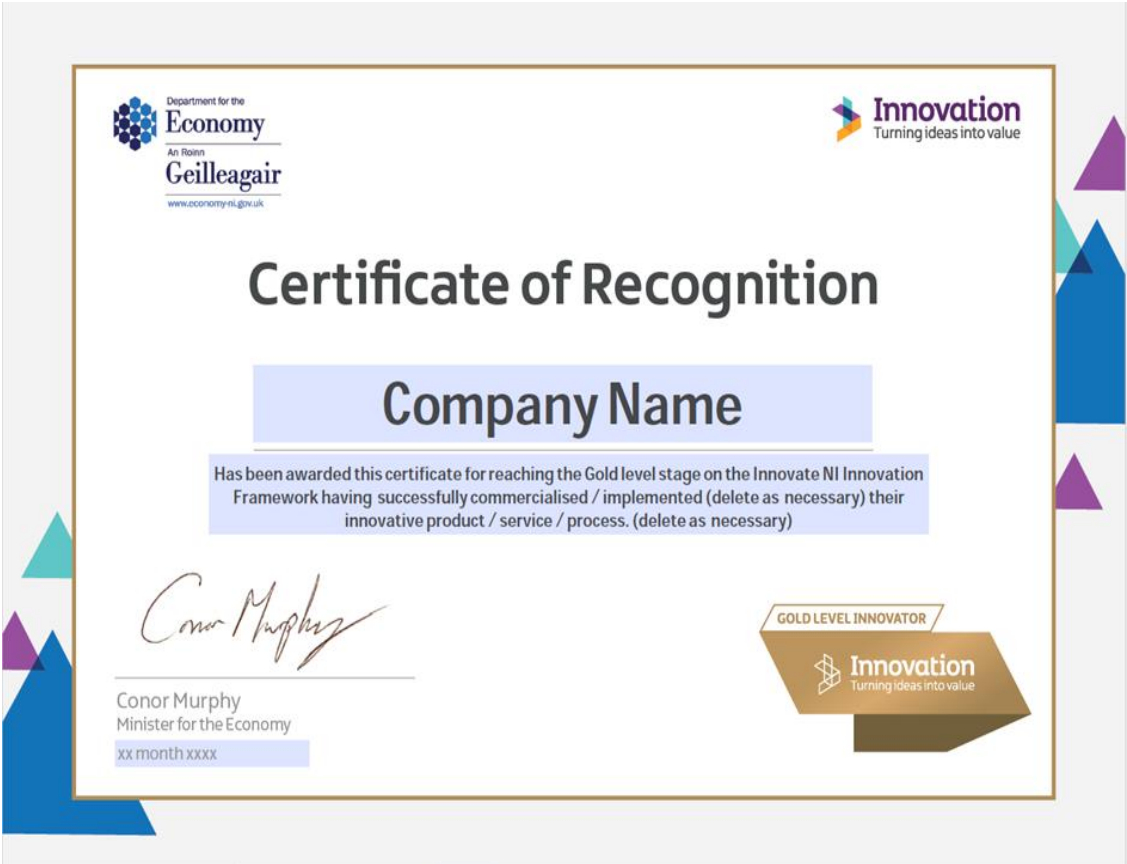 Department for the
Economy
An Roinn
Geilleagair
www.economy-ni.gov.uk
Innovation
Turning ideas into value
Certificate of Recognition
Company Name
Has been awarded this certificate for reaching the Gold level stage on the Innovate NI Innovation
Framework having successfully commercialised / implemented (delete as necessary) their
innovative product / service / process. (delete as necessary)
Conor Murphy
Conor Murphy
Minister for the Economy
xx month xxxx
GOLD LEVEL INNOVATOR
Innovation
Turning ideas into value